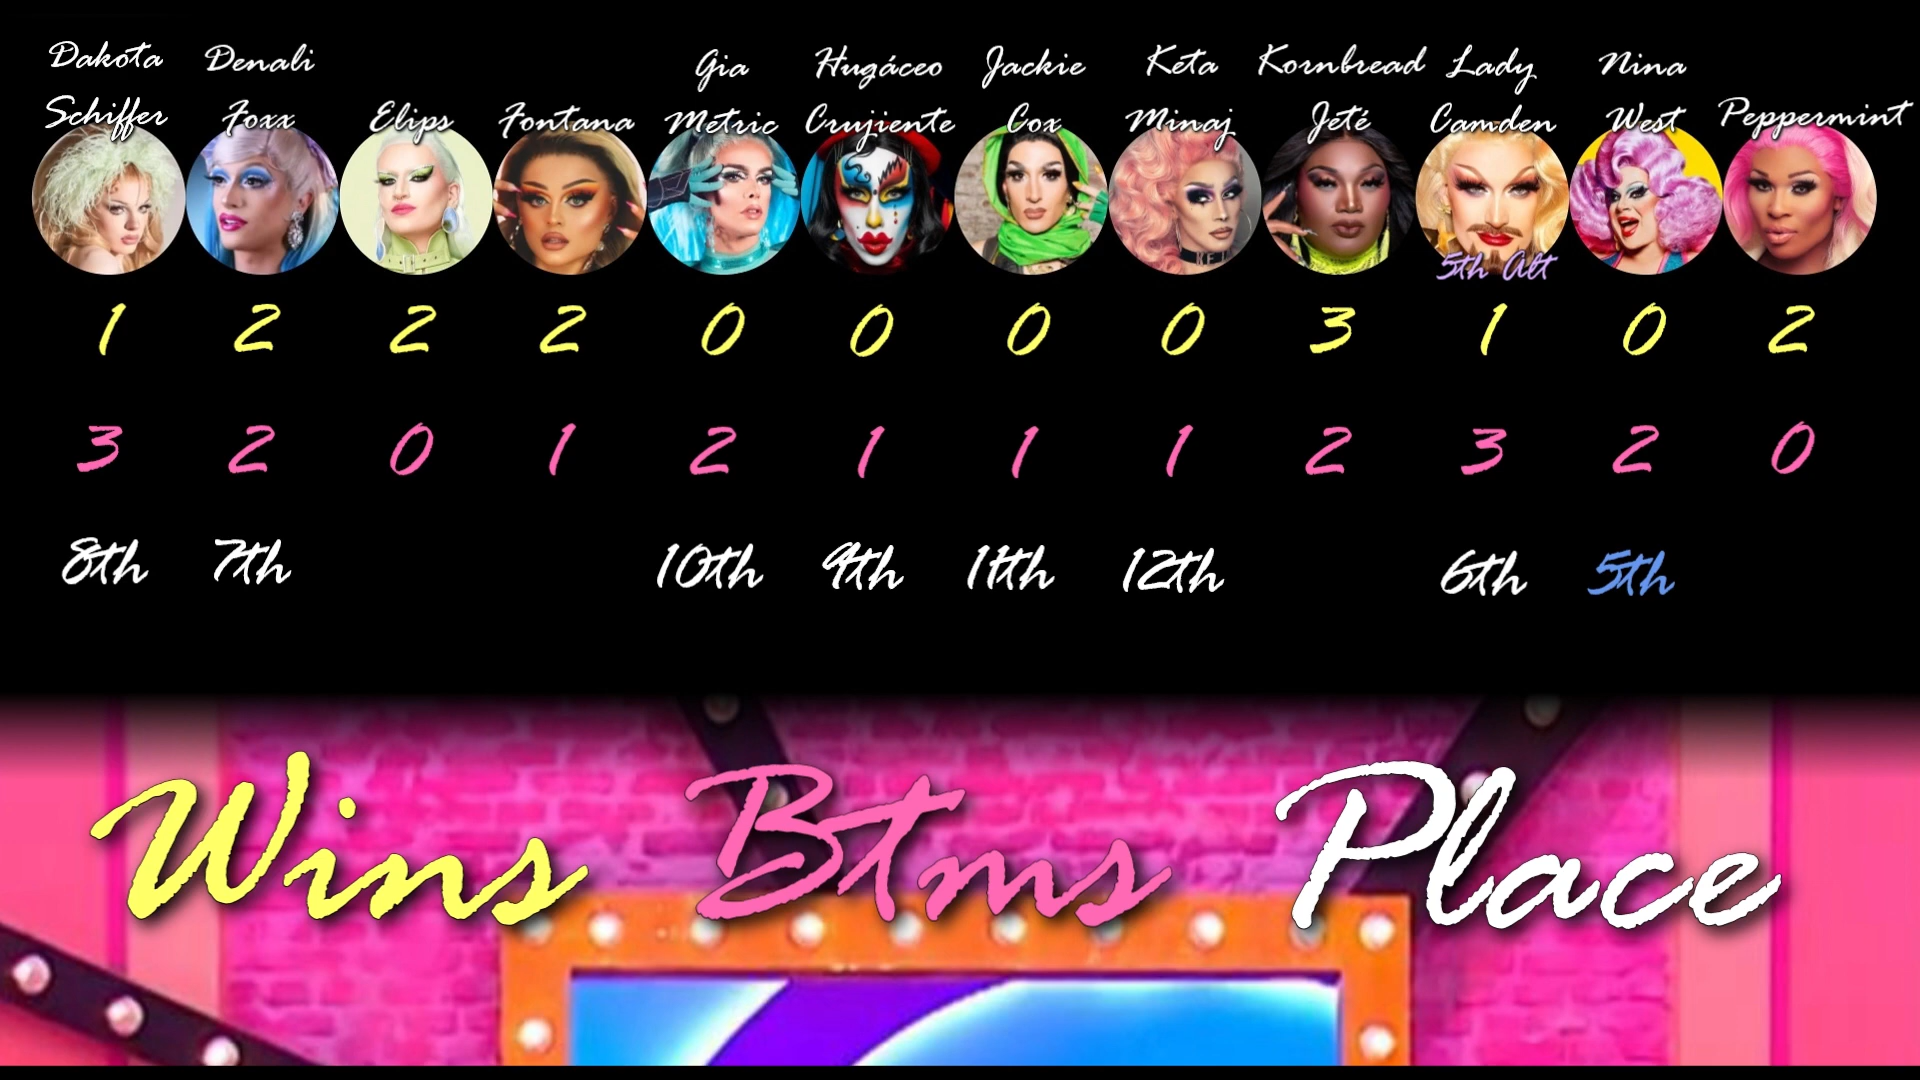 Dakota Schiffer
Denali Foxx
Elips
Fontana
Gia Metric
Hugáceo Crujiente
Jackie Cox
Keta Minaj
Kornbread Jeté
Lady Camden
Nina West
Peppermint
5th Alt
1 2 2 2 0 0 0 0 3 1 0 2
3 2 0 1 2 1 1 1 2 3 2 0
8th 7th 10th 9th 11th 12th 6th 5th
Wins Btms Place